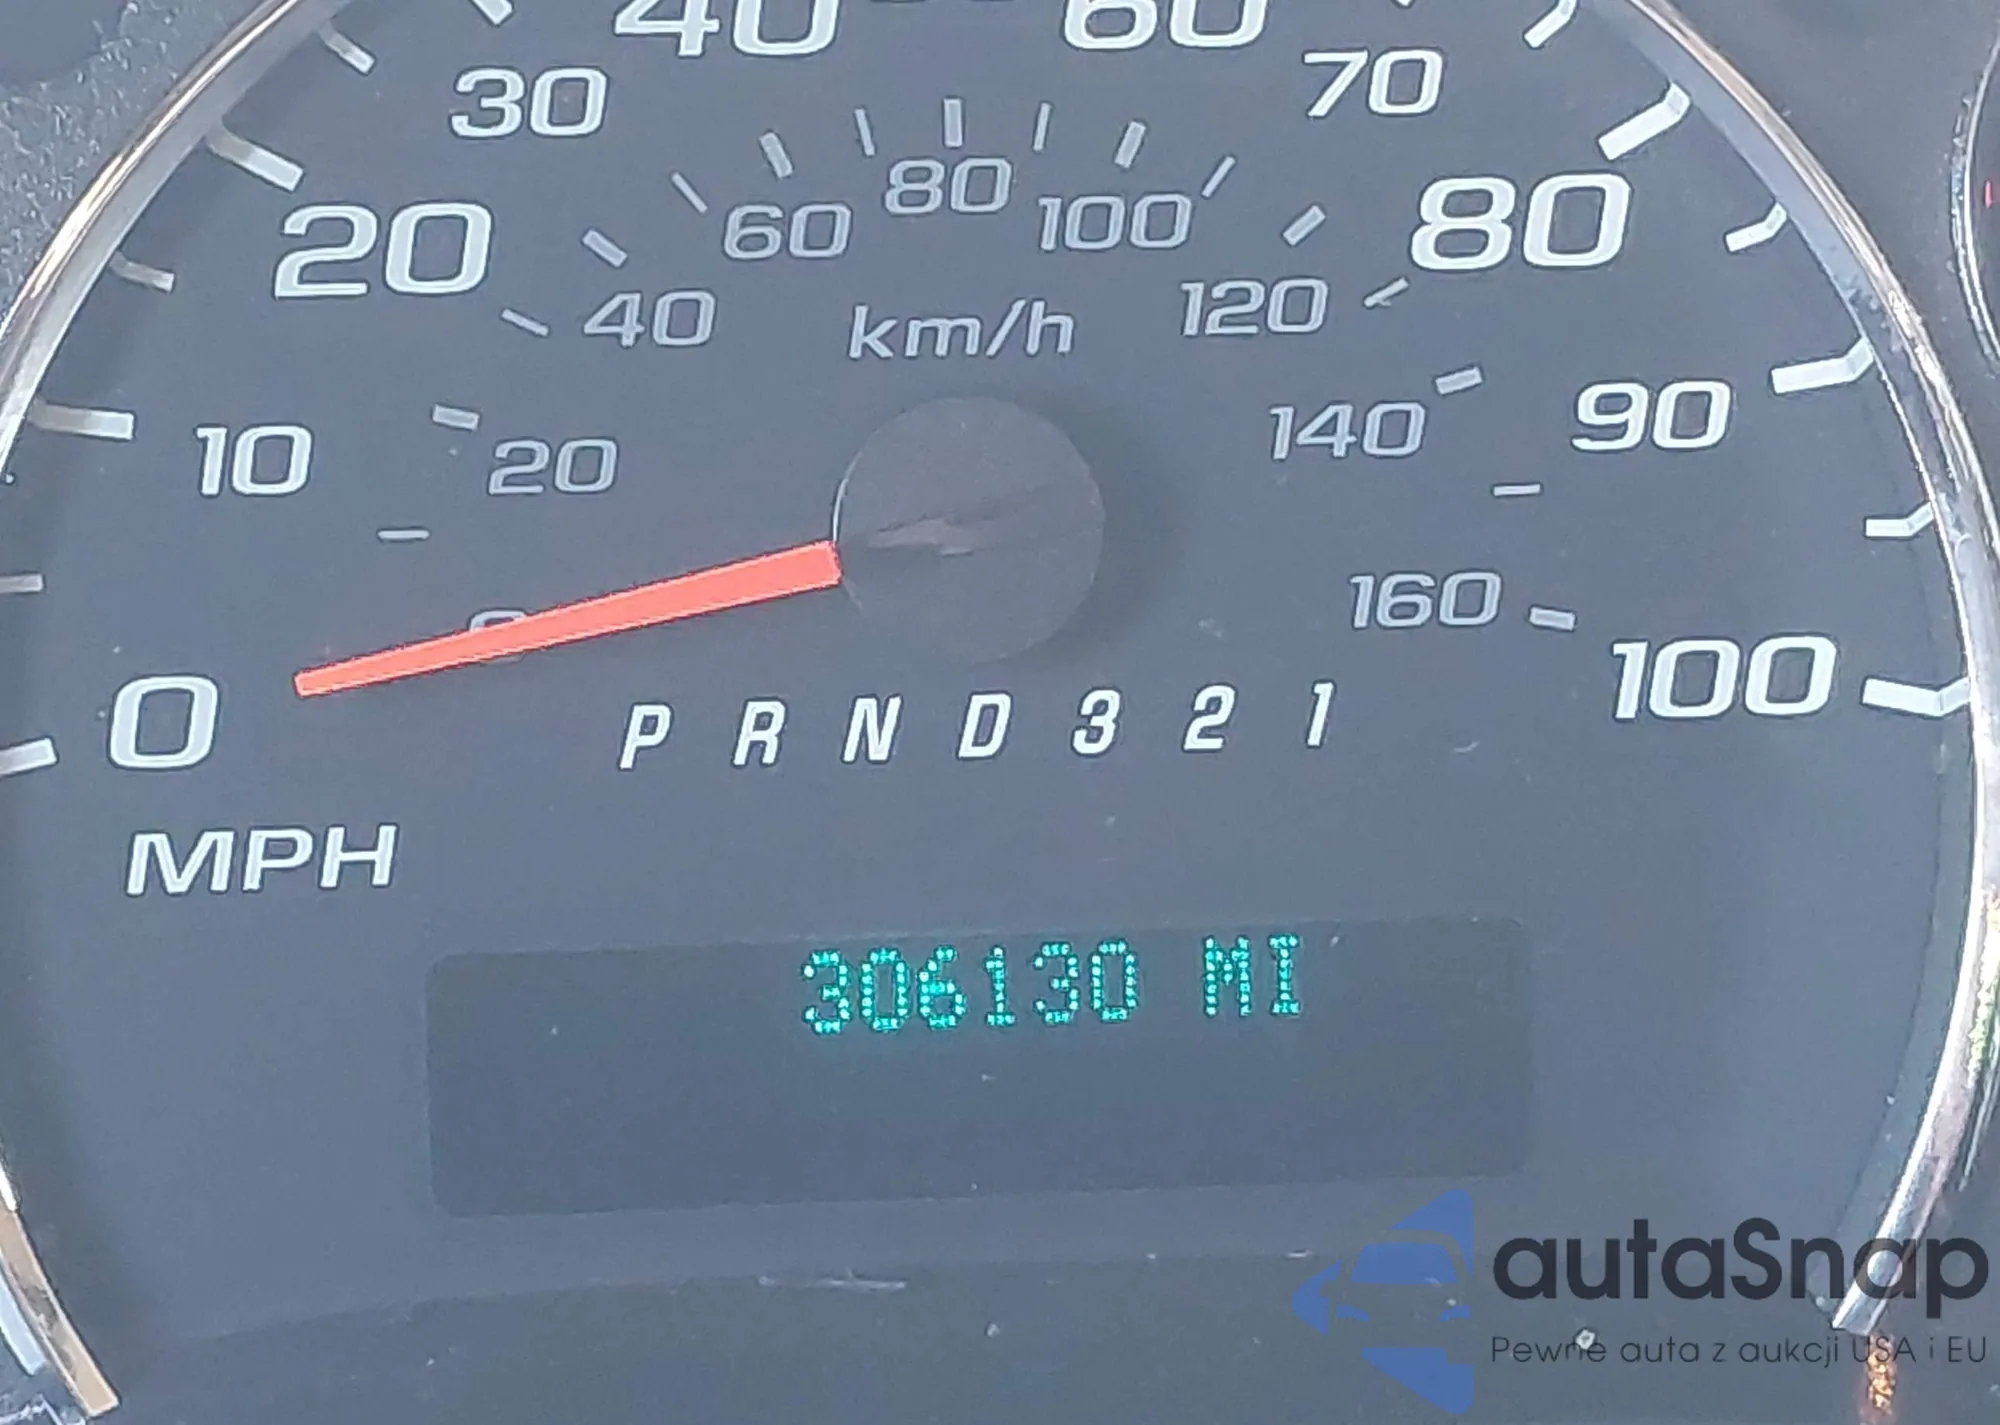 40 60
30 70
20 60 80 100 80
40 km/h 120
10 20 140 90
0 160 100
0 P R N D 3 2 1
MPH
306130 MI
autaSnap
Pewne auta z aukcji USA i EU